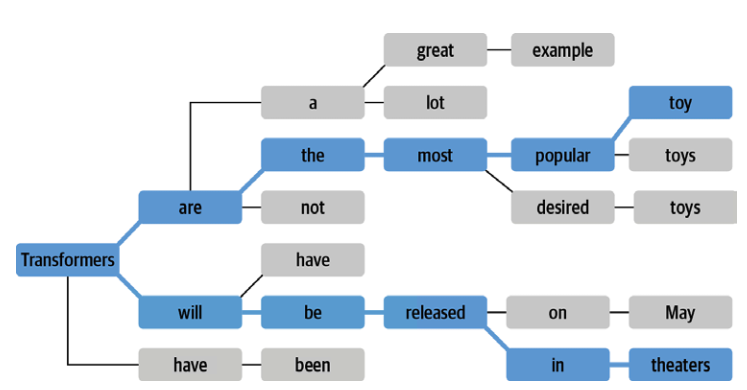 great example
a lot toy
the most popular toys
are not desired toys
Transformers have
will be released on May
have been in theaters